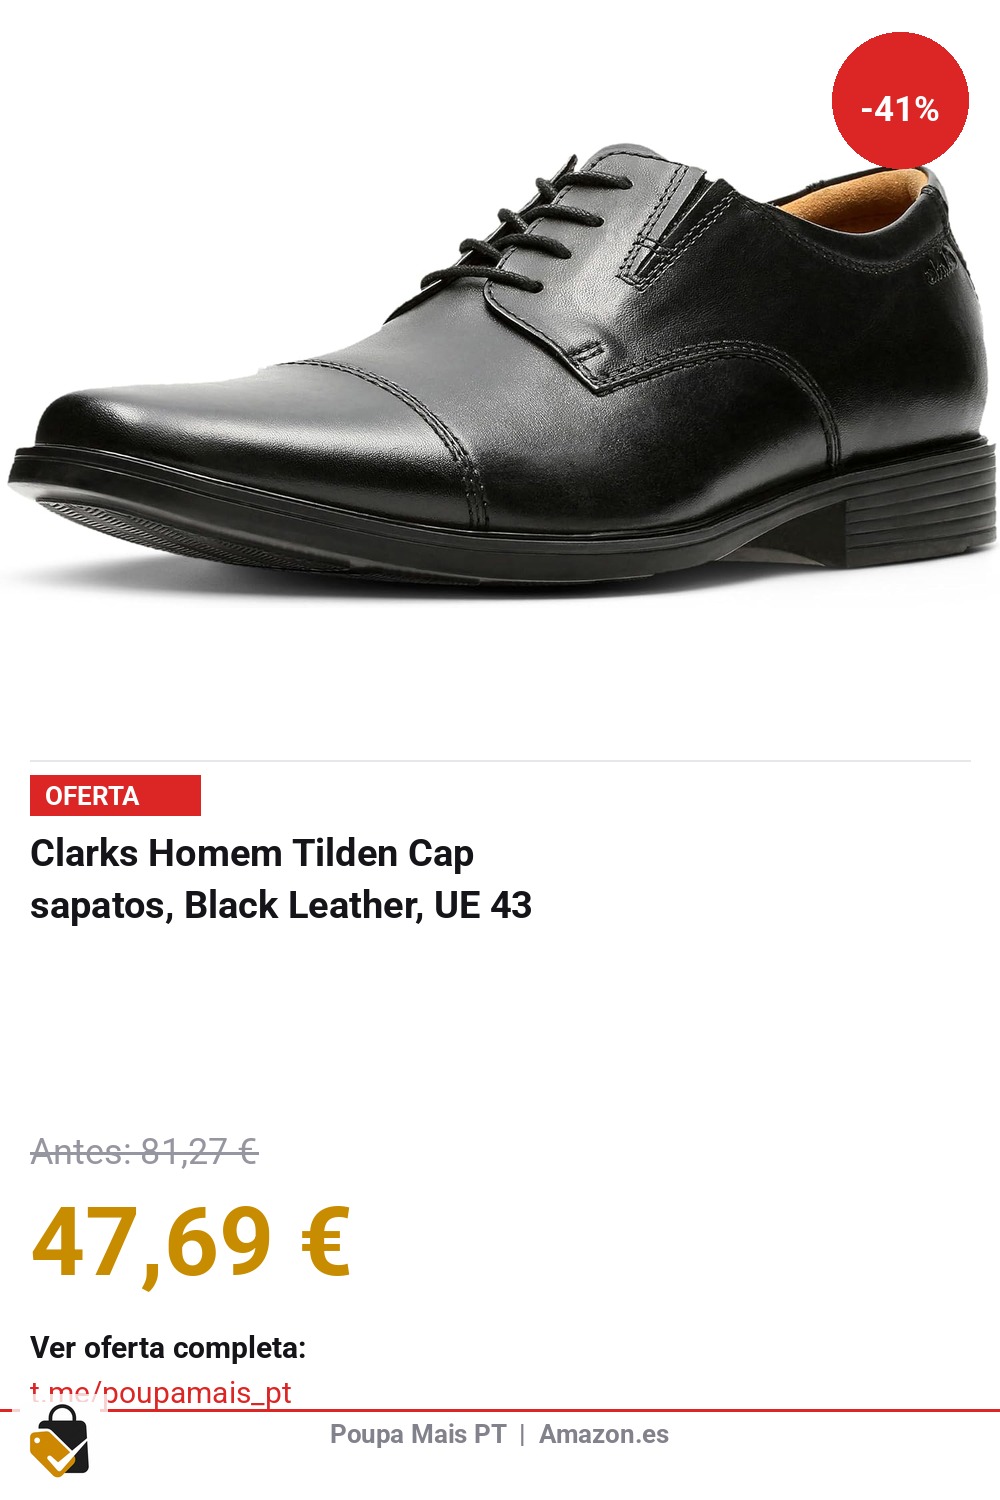 -41%
OFERTA
Clarks Homem Tilden Cap
sapatos, Black Leather, UE 43
Antes: 81,27 €
47,69 €
Ver oferta completa:
t.me/poupamais_pt
Poupa Mais PT | Amazon.es